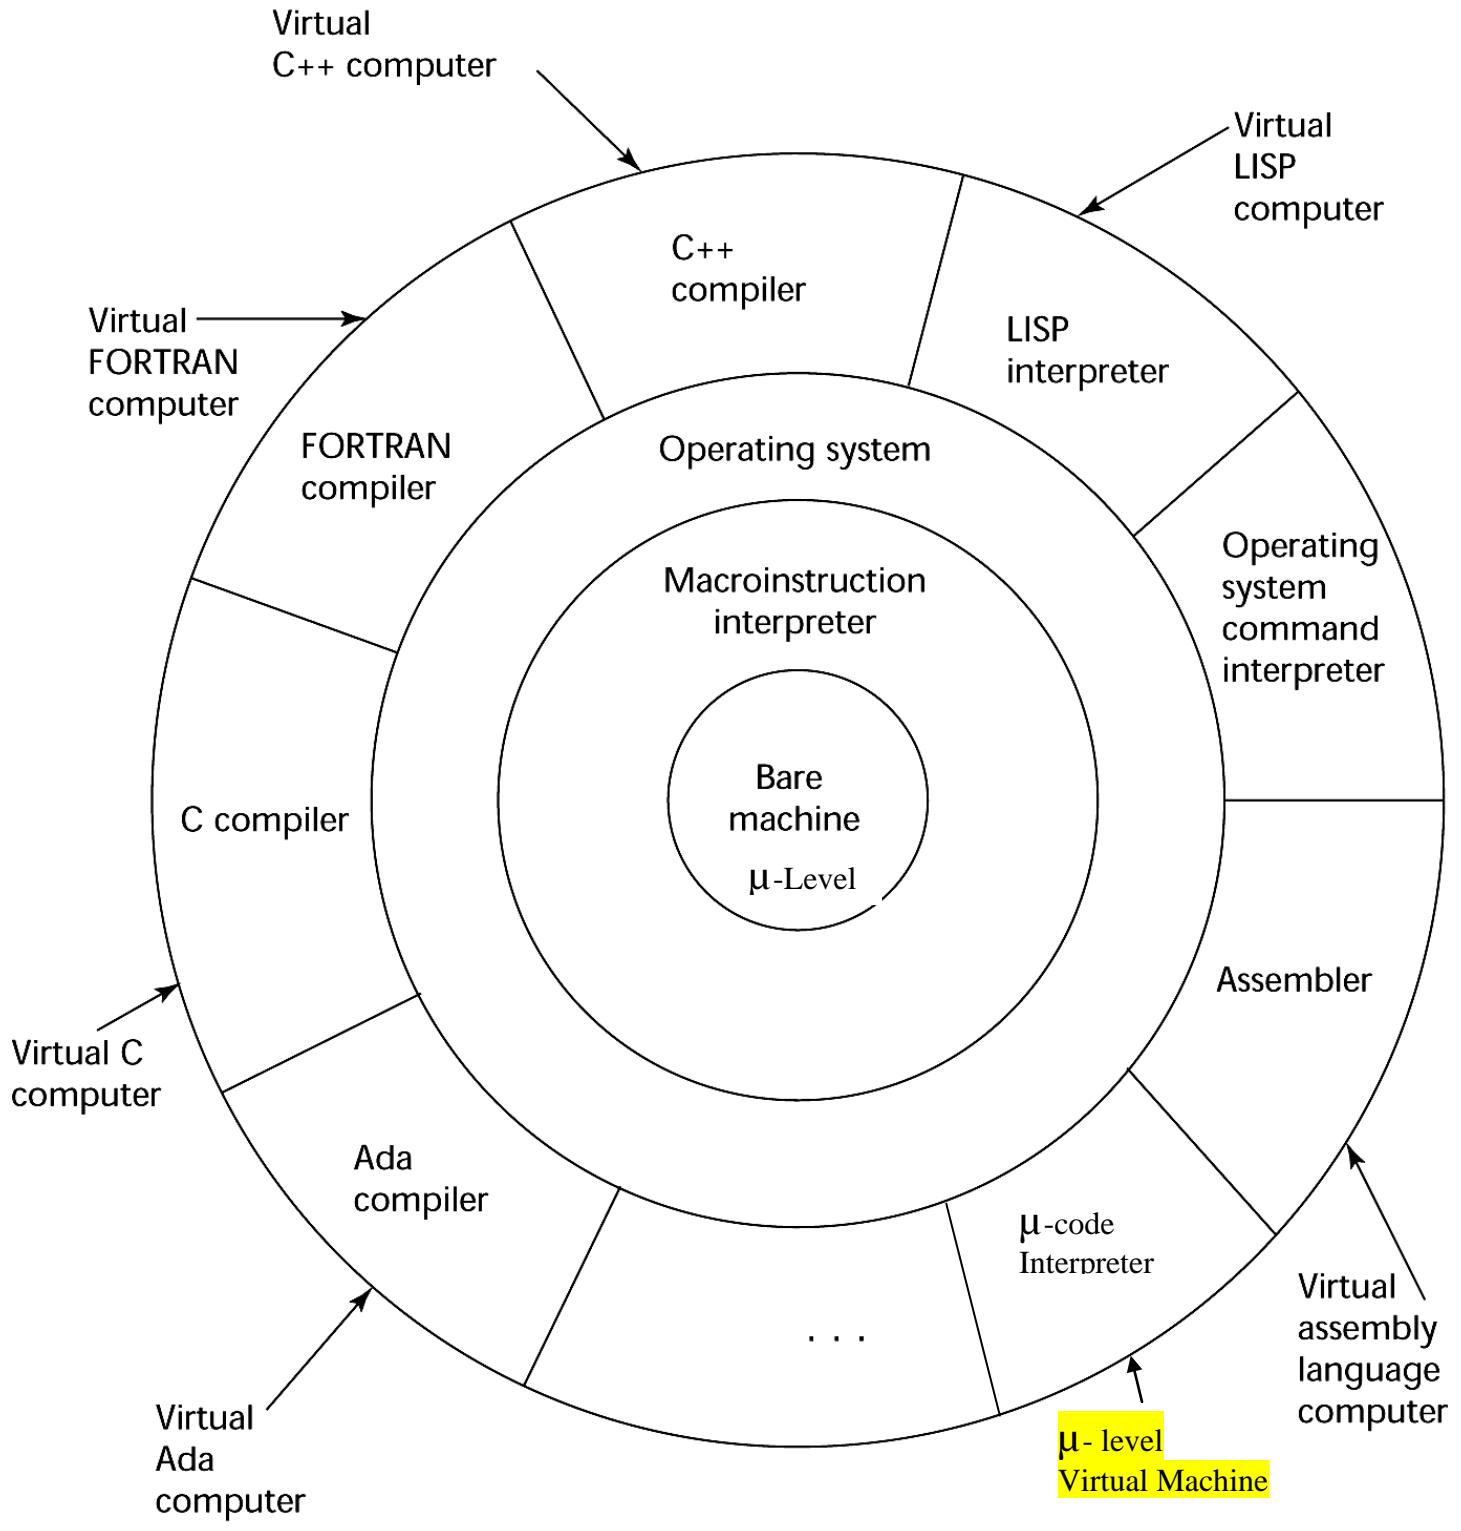 Virtual
C++ computer
Virtual
LISP
computer
C++
compiler
LISP
interpreter
Virtual
FORTRAN
computer
FORTRAN
compiler
Operating system
Operating
system
command
interpreter
Macroinstruction
interpreter
Bare
machine
μ-Level
C compiler
Assembler
Virtual C
computer
Ada
compiler
μ-code
Interpreter
. . .
Virtual
assembly
language
computer
Virtual
Ada
computer
μ- level
Virtual Machine